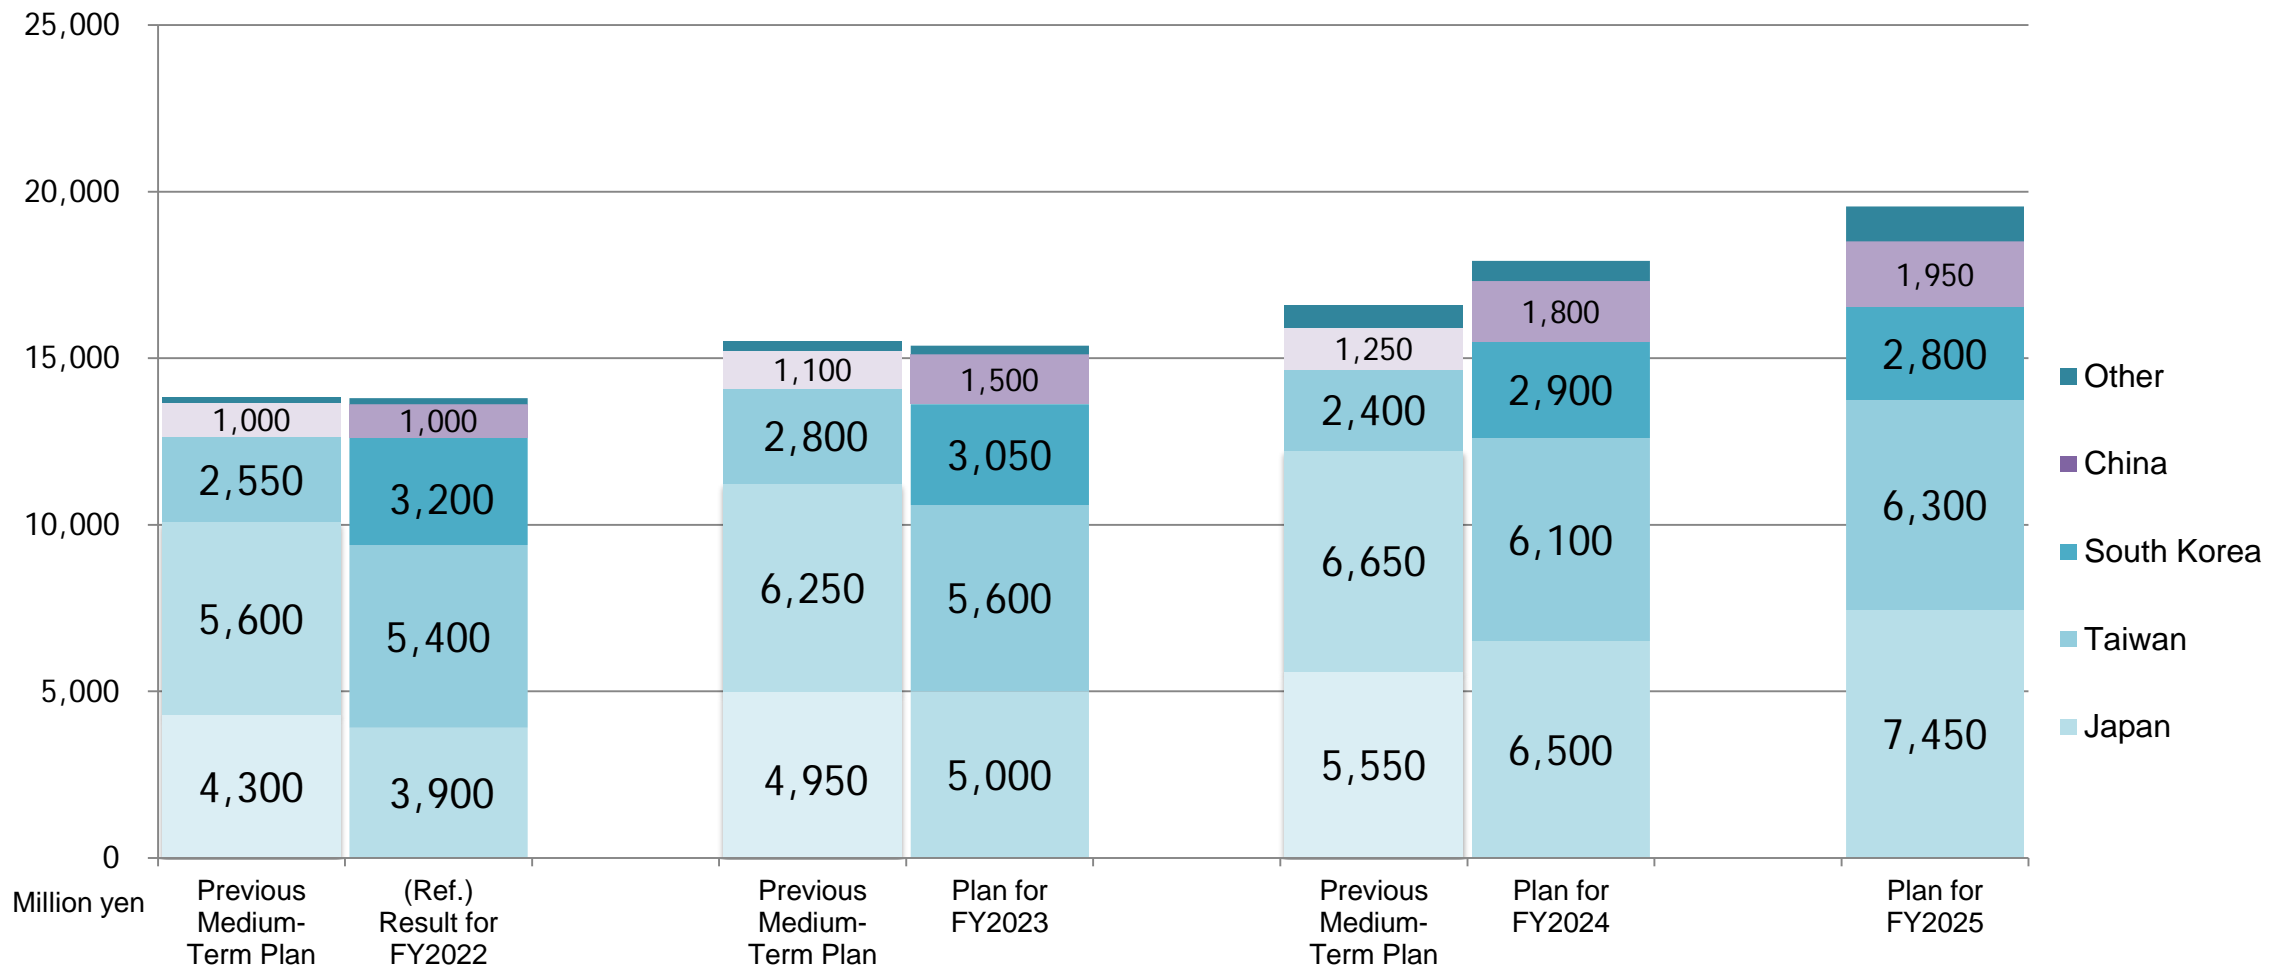 25,000
20,000
15,000
10,000
5,000
0
Million yen
1,000
2,550
5,600
4,300
1,000
3,200
5,400
3,900
1,100
2,800
6,250
4,950
1,500
3,050
5,600
5,000
1,250
2,400
6,650
5,550
1,800
2,900
6,100
6,500
1,950
2,800
6,300
7,450
Previous
Medium-
Term Plan
(Ref.)
Result for
FY2022
Previous
Medium-
Term Plan
Plan for
FY2023
Previous
Medium-
Term Plan
Plan for
FY2024
Plan for
FY2025
Other
China
South Korea
Taiwan
Japan